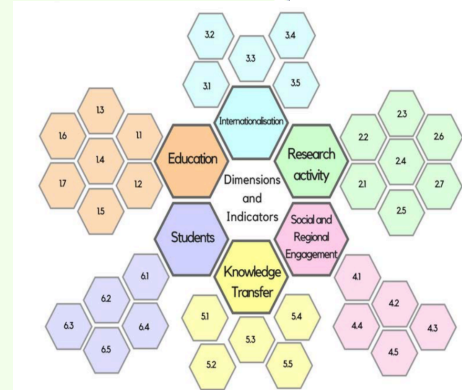 3.2
3.4
3.3
3.1
3.5
Internationalisation
1.3
1.6
1.1
1.4
1.7
1.2
1.5
Education
Research
activity
2.3
2.2
2.6
2.4
2.1
2.7
2.5
Dimensions
and
Indicators
Students
Social and
Regional
Engagement
Knowledge
Transfer
6.1
6.2
6.3
6.4
6.5
5.1
5.4
5.3
5.2
5.5
4.1
4.2
4.4
4.3
4.5